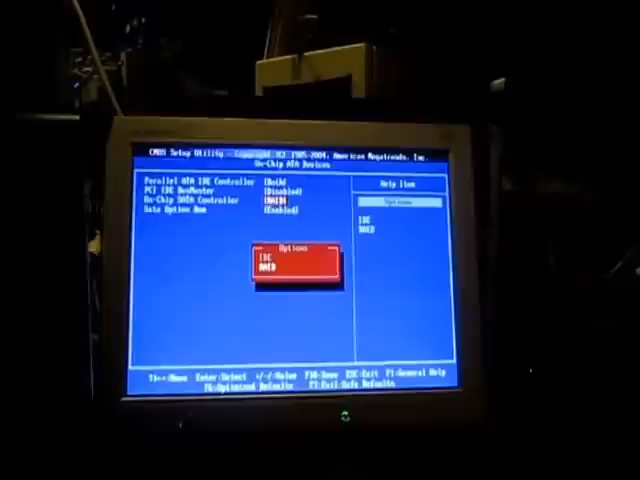 CMOS Setup Utility - Copyright (C) 1985-2004, American Megatrends, Inc.
On-Chip ATA Devices
Parallel ATA IDE Controller [Both]
PCI IDE BusMaster [Disabled]
On-Chip SATA Controller [RAID]
Sata Option Rom [Enabled]
Help Item
Options
IDE
RAID
Options
IDE
RAID
:Move Enter:Select +/-/:Value F10:Save ESC:Exit F1:General Help
F6:Optimized Defaults F7:Fail-Safe Defaults